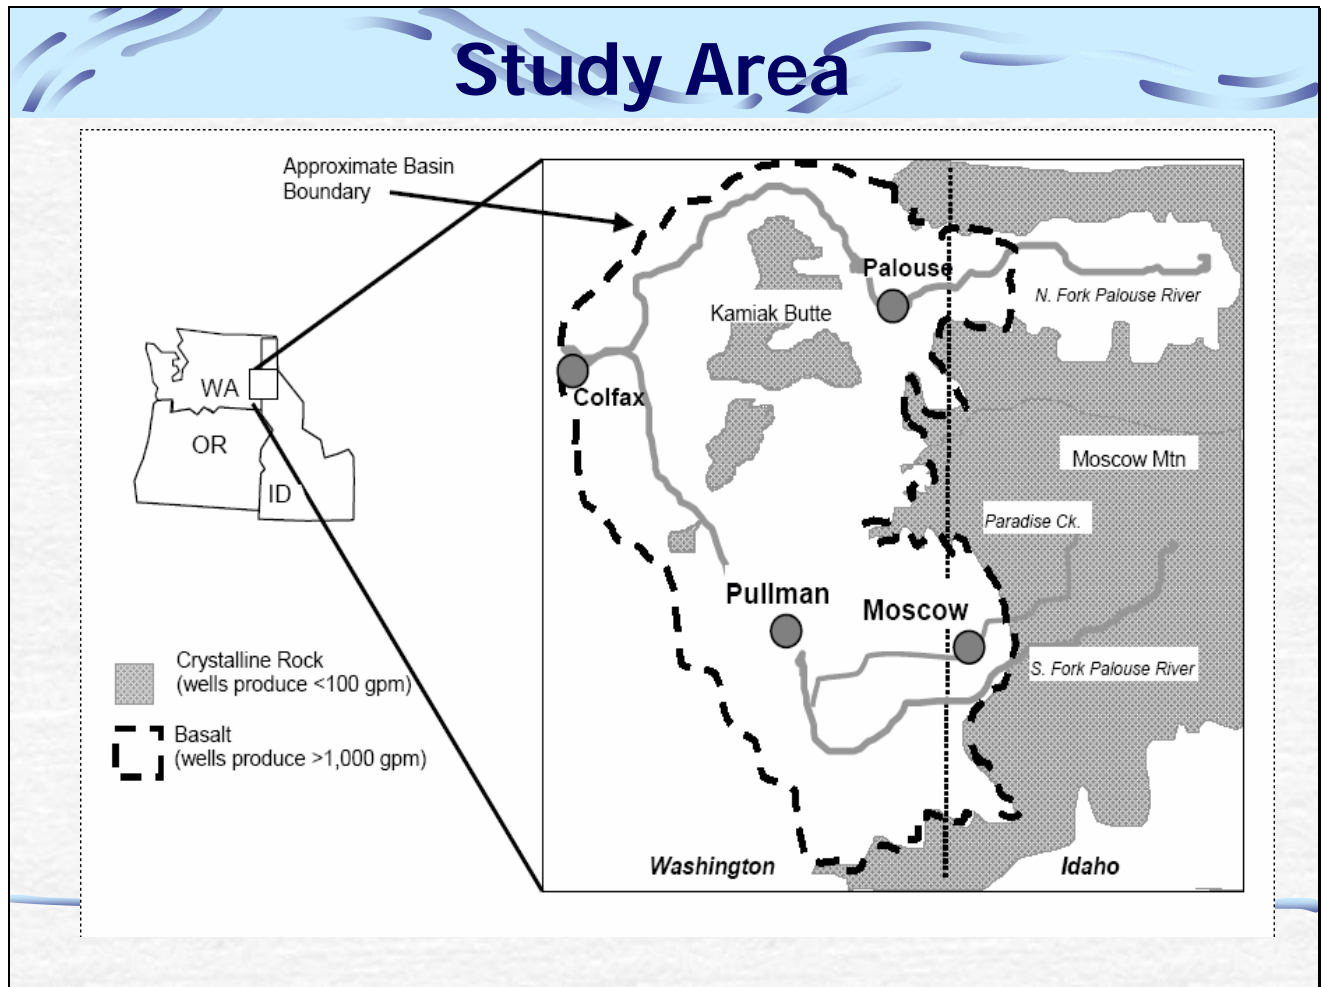 Study Area
Approximate Basin
Boundary
Palouse
N. Fork Palouse River
Kamiak Butte
WA
Colfax
OR
Moscow Mtn
ID
Paradise Ck.
Pullman
Moscow
Crystalline Rock
(wells produce <100 gpm)
S. Fork Palouse River
Basalt
(wells produce >1,000 gpm)
Washington
Idaho